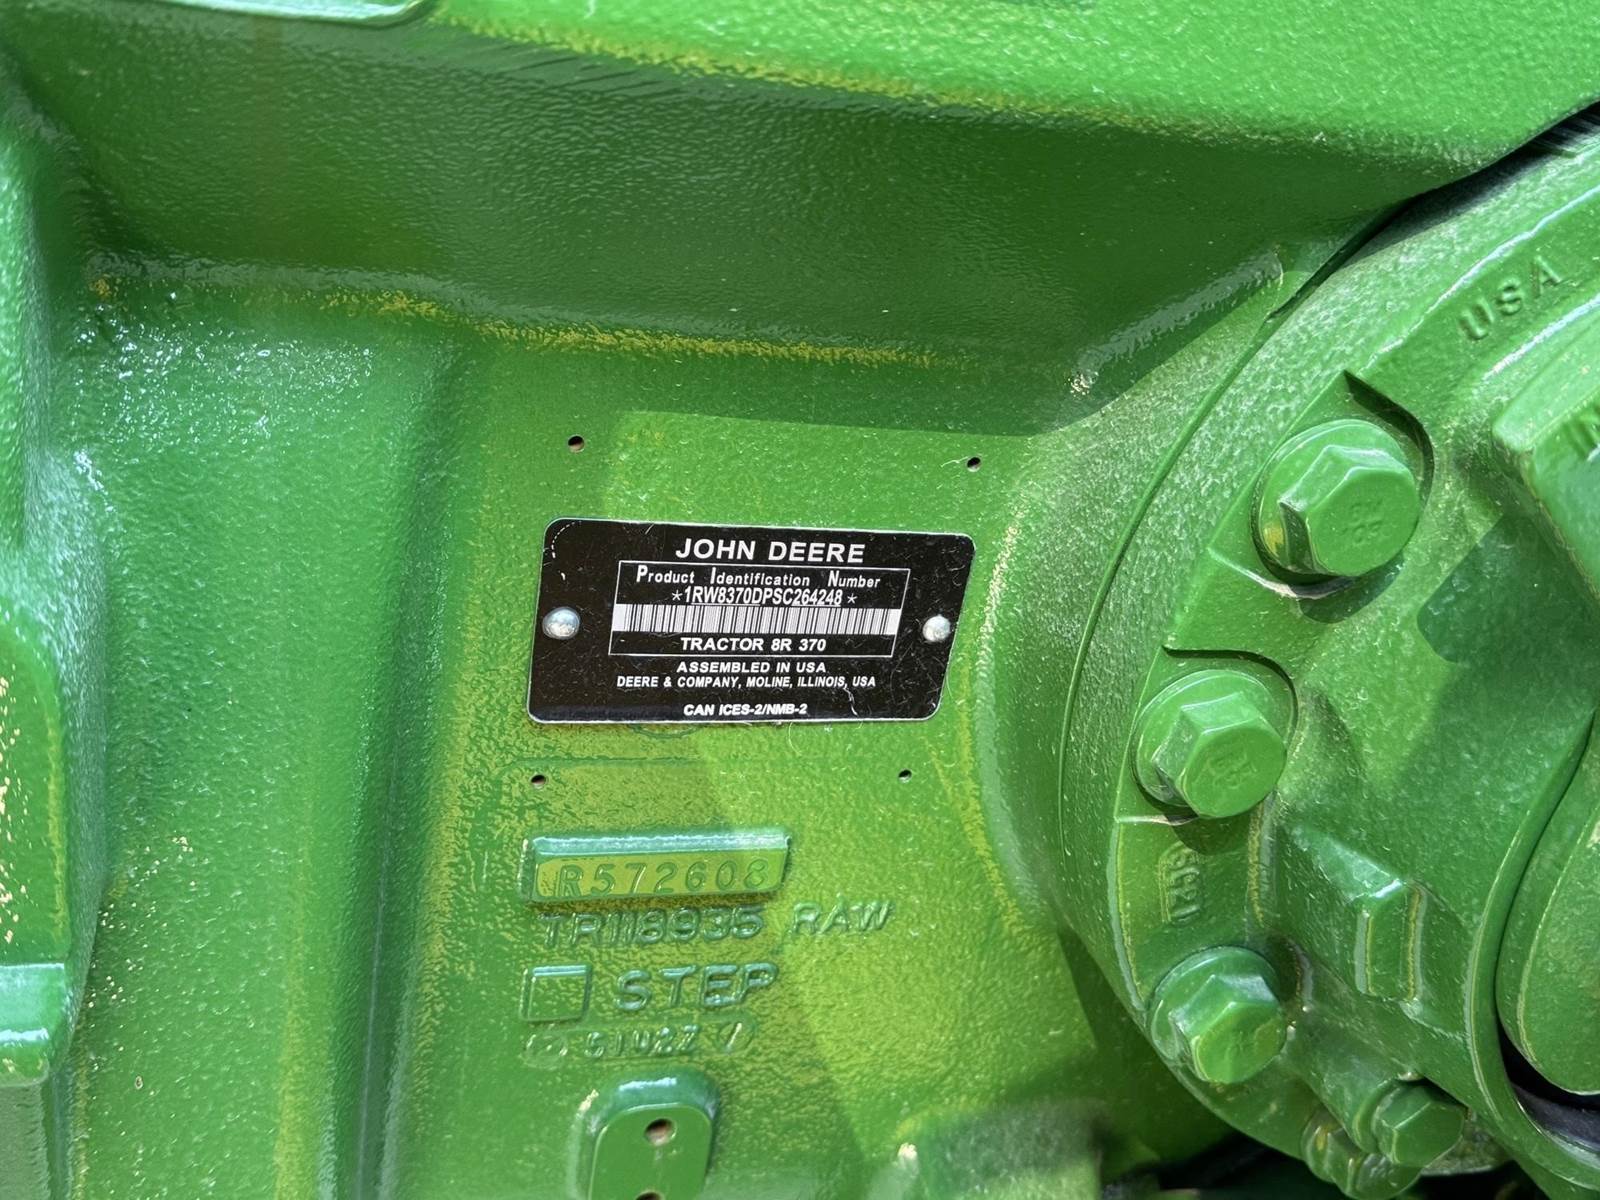 USA
JOHN DEERE
Product Identification Number
*1RW8370DPSC264248*
TRACTOR 8R 370
ASSEMBLED IN USA
DEERE & COMPANY, MOLINE, ILLINOIS, USA
CAN ICES-2/NMB-2
R572608
TR118935 RAW
STEP